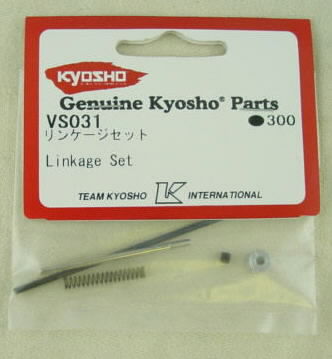 KYOSHO
Genuine Kyosho® Parts
VS031
●300
リンケージセット
Linkage Set
TEAM KYOSHO K INTERNATIONAL